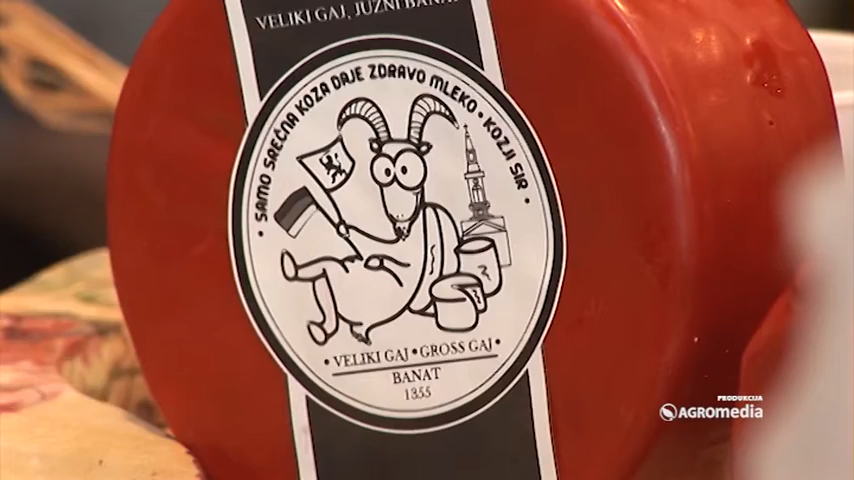 VELIKI GAJ, JUŽNI BANAT
• SAMO SREĆNA KOZA DAJE ZDRAVO MLEKO • KOZJI SIR •
• VELIKI GAJ • GROSS GAJ •
BANAT
1355
PRODUKCIJA
AGROmedia